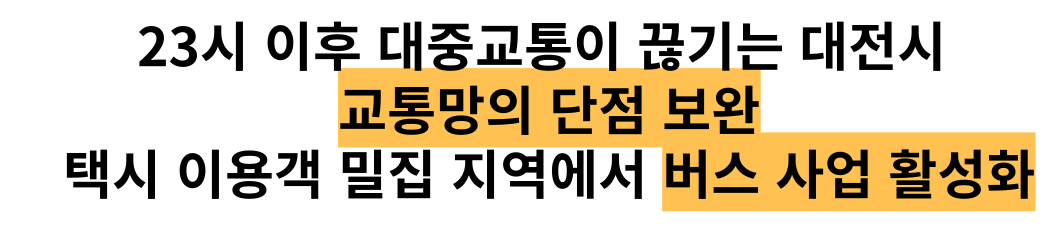 23시 이후 대중교통이 끊기는 대전시
교통망의 단점 보완
택시 이용객 밀집 지역에서 버스 사업 활성화